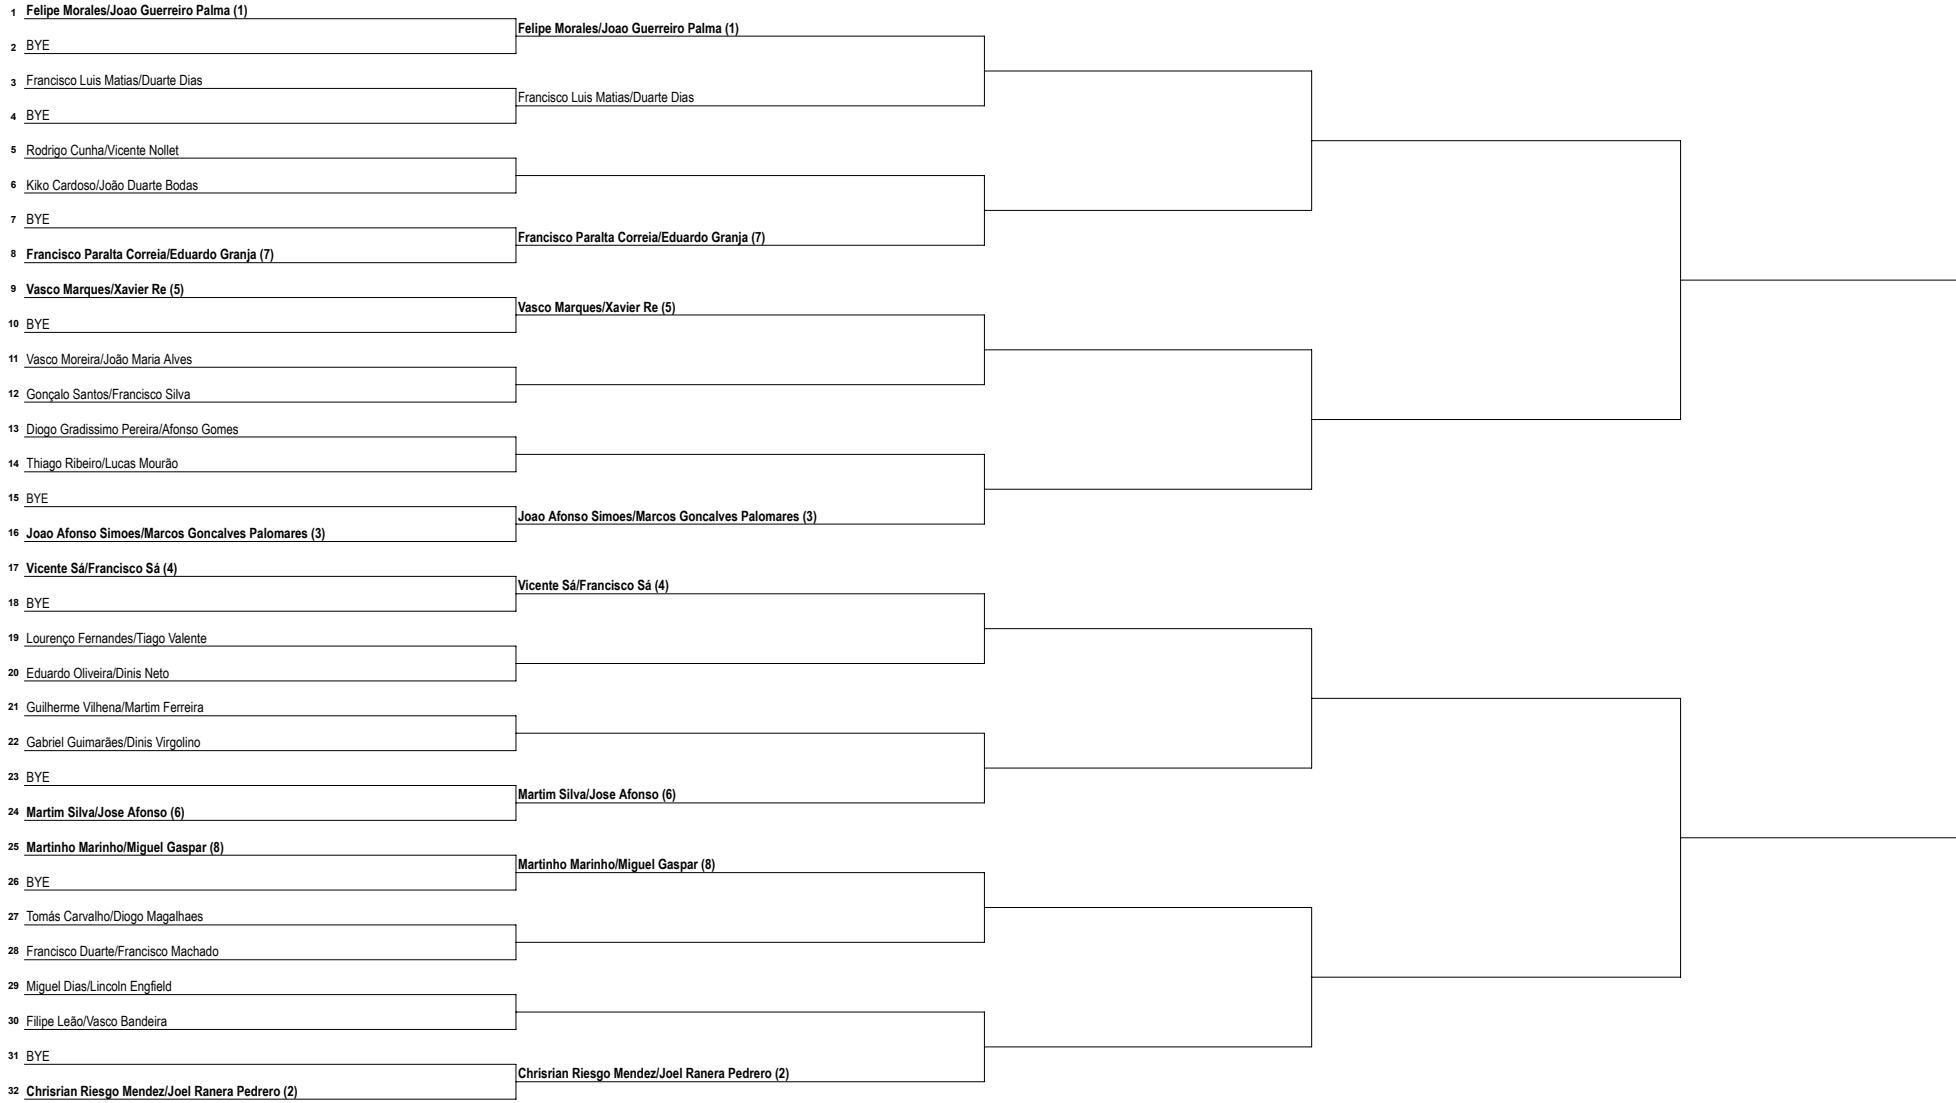 1 Felipe Morales/Joao Guerreiro Palma (1)
Felipe Morales/Joao Guerreiro Palma (1)
2 BYE
3 Francisco Luis Matias/Duarte Dias
Francisco Luis Matias/Duarte Dias
4 BYE
5 Rodrigo Cunha/Vicente Nollet
6 Kiko Cardoso/João Duarte Bodas
7 BYE
Francisco Paralta Correia/Eduardo Granja (7)
8 Francisco Paralta Correia/Eduardo Granja (7)
9 Vasco Marques/Xavier Re (5)
Vasco Marques/Xavier Re (5)
10 BYE
11 Vasco Moreira/João Maria Alves
12 Gonçalo Santos/Francisco Silva
13 Diogo Gradissimo Pereira/Afonso Gomes
14 Thiago Ribeiro/Lucas Mourão
15 BYE
Joao Afonso Simoes/Marcos Goncalves Palomares (3)
16 Joao Afonso Simoes/Marcos Goncalves Palomares (3)
17 Vicente Sá/Francisco Sá (4)
Vicente Sá/Francisco Sá (4)
18 BYE
19 Lourenço Fernandes/Tiago Valente
20 Eduardo Oliveira/Dinis Neto
21 Guilherme Vilhena/Martim Ferreira
22 Gabriel Guimarães/Dinis Virgolino
23 BYE
Martim Silva/Jose Afonso (6)
24 Martim Silva/Jose Afonso (6)
25 Martinho Marinho/Miguel Gaspar (8)
Martinho Marinho/Miguel Gaspar (8)
26 BYE
27 Tomás Carvalho/Diogo Magalhaes
28 Francisco Duarte/Francisco Machado
29 Miguel Dias/Lincoln Engfield
30 Filipe Leão/Vasco Bandeira
31 BYE
Chrisrian Riesgo Mendez/Joel Ranera Pedrero (2)
32 Chrisrian Riesgo Mendez/Joel Ranera Pedrero (2)